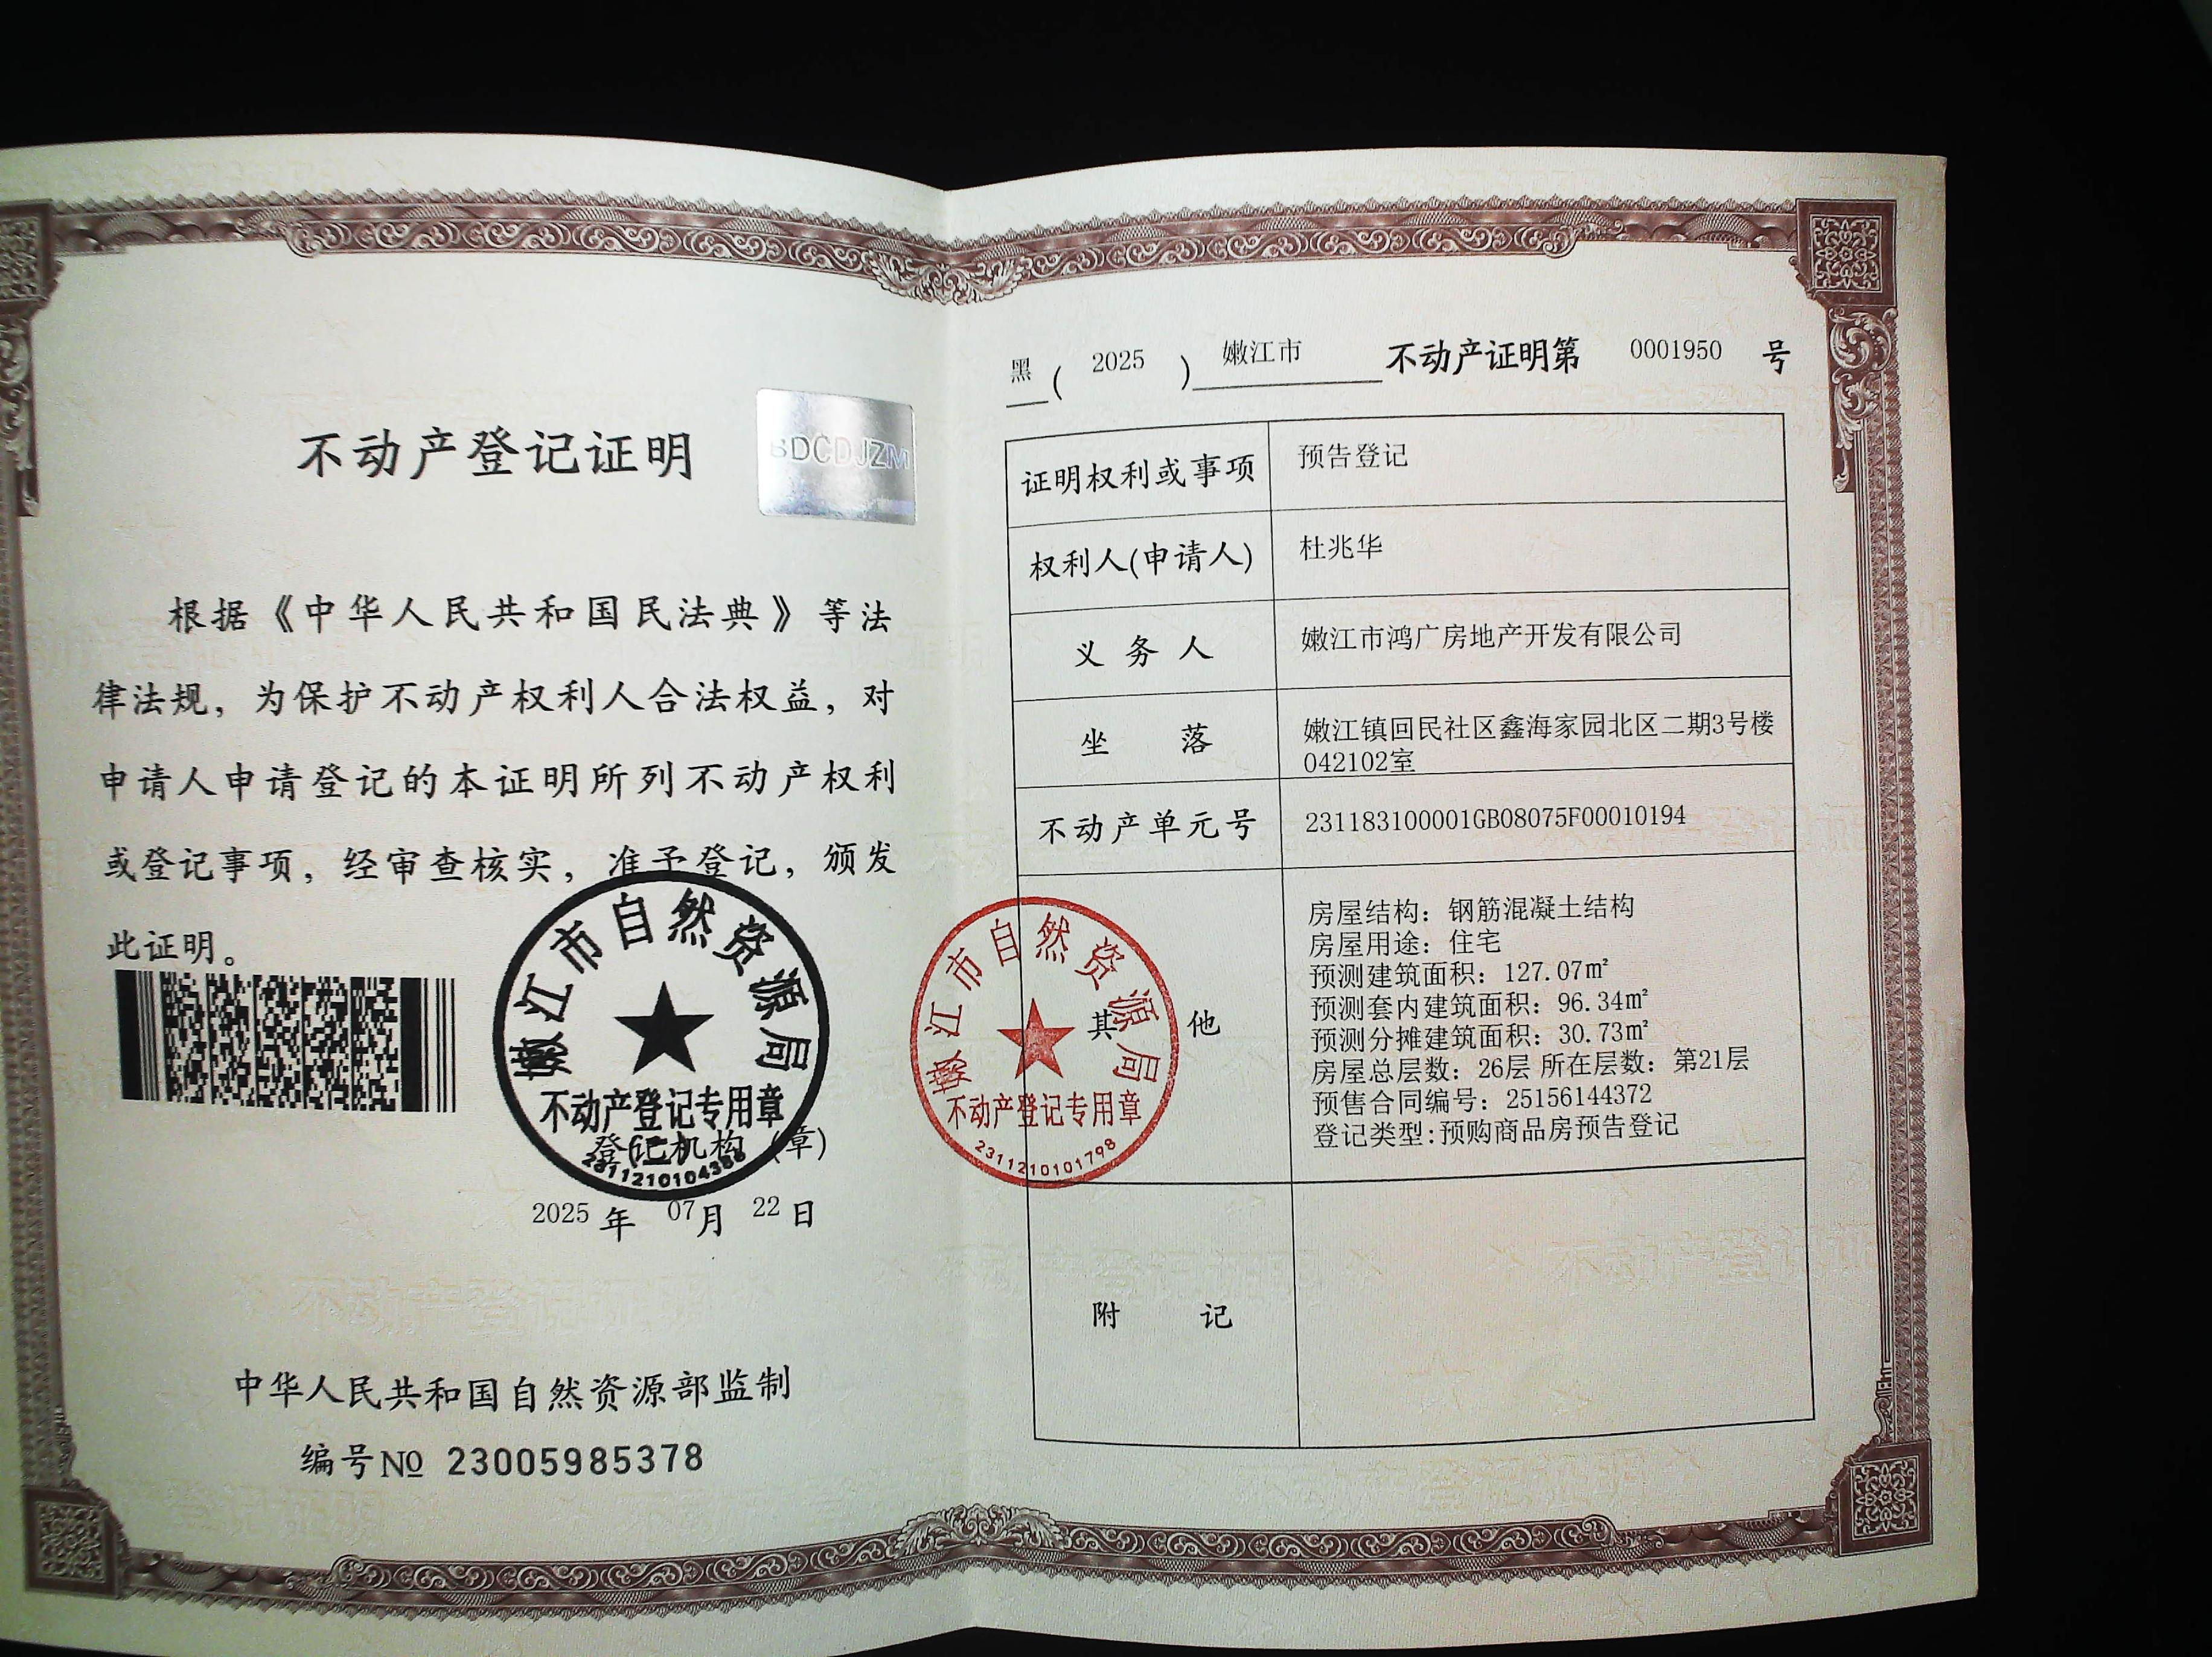 不动产登记证明
BDCDJZM
根据《中华人民共和国民法典》等法
律法规，为保护不动产权利人合法权益，对
申请人申请登记的本证明所列不动产权利
或登记事项，经审查核实，准予登记，颁发
此证明。
嫩江市自然资源局
不动产登记专用章
登记机构（章）
2025 年 07 月 22 日
中华人民共和国自然资源部监制
编号№ 23005985378
黑 ( 2025 ) 嫩江市 不动产证明第 0001950 号
证明权利或事项 预告登记
权利人(申请人) 杜兆华
义务人 嫩江市鸿广房地产开发有限公司
坐落 嫩江镇回民社区鑫海家园北区二期3号楼
042102室
不动产单元号 231183100001GB08075F00010194
其他
房屋结构：钢筋混凝土结构
房屋用途：住宅
预测建筑面积：127.07㎡
预测套内建筑面积：96.34㎡
预测分摊建筑面积：30.73㎡
房屋总层数：26层 所在层数：第21层
预售合同编号：25156144372
登记类型:预购商品房预告登记
嫩江市自然资源局
不动产登记专用章
2311210101798
附记